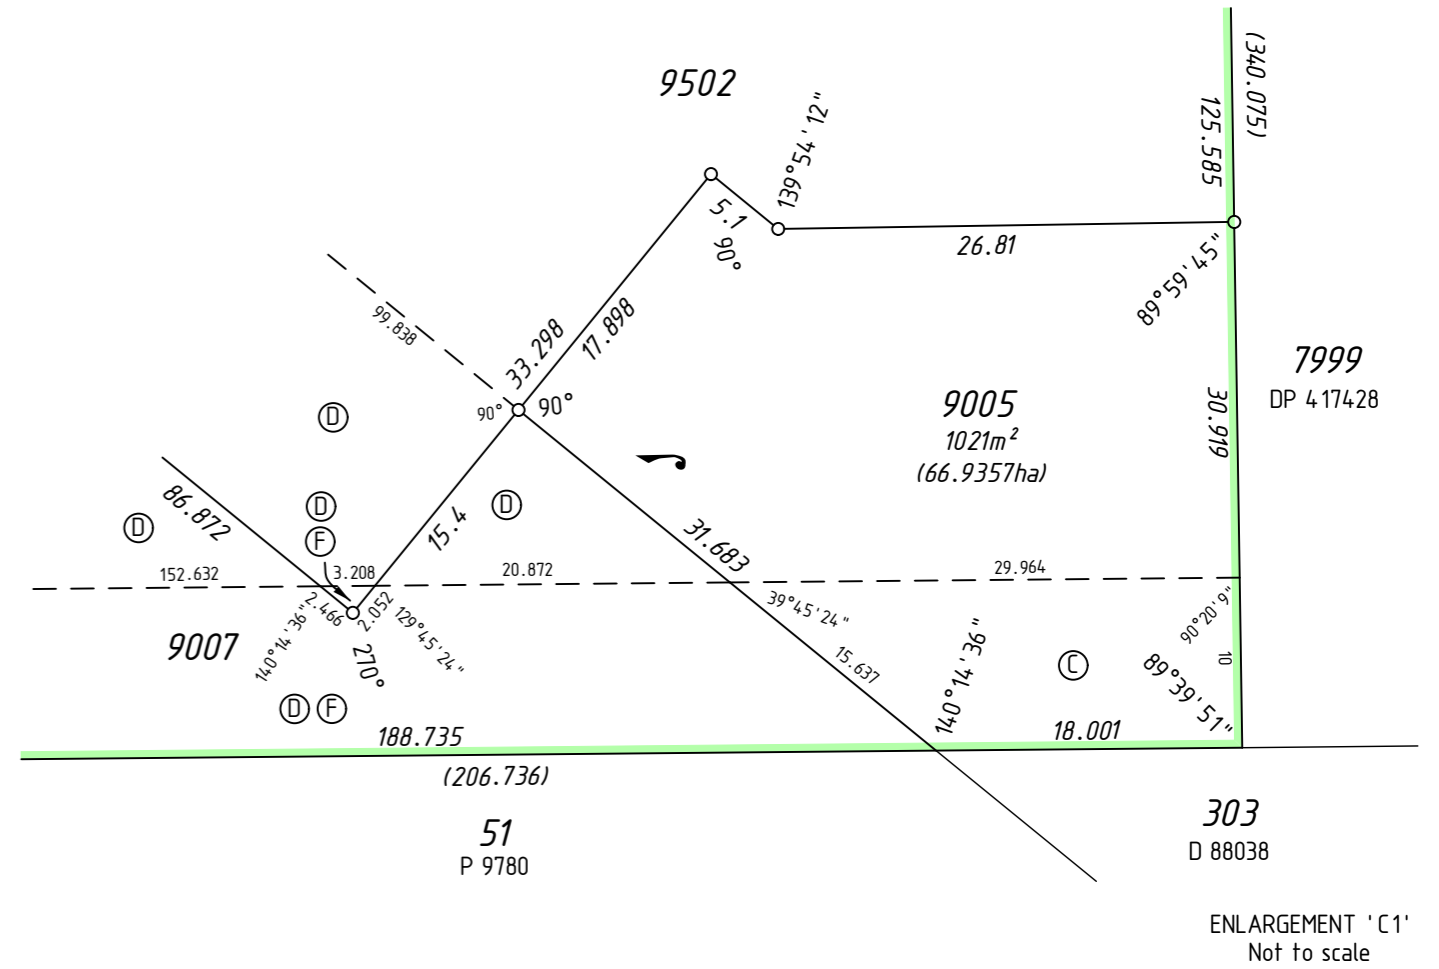 9502
(340.075)
125.585
139°54'12"
5.1
90°
26.81
89°59'45"
99.838
33.298
17.898
7999
DP 417428
30.919
9005
1021m²
(66.9357ha)
90°
90°
D
86.872
D
D
F
D
15.4
31.683
152.632
3.208
20.872
29.964
2.466
2.052
129°45'24"
140°14'36"
270°
9007
39°45'24"
15.637
140°14'36"
90°20'9"
10
89°39'51"
C
D
F
188.735
18.001
(206.736)
51
P 9780
303
D 88038
ENLARGEMENT 'C1'
Not to scale